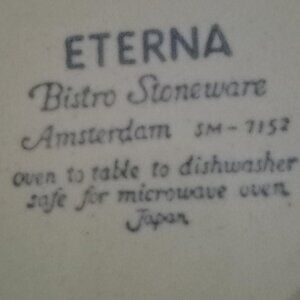 ETERNA
Bistro Stoneware
Amsterdam SM-7152
oven to table to dishwasher
safe for microwave oven
Japan